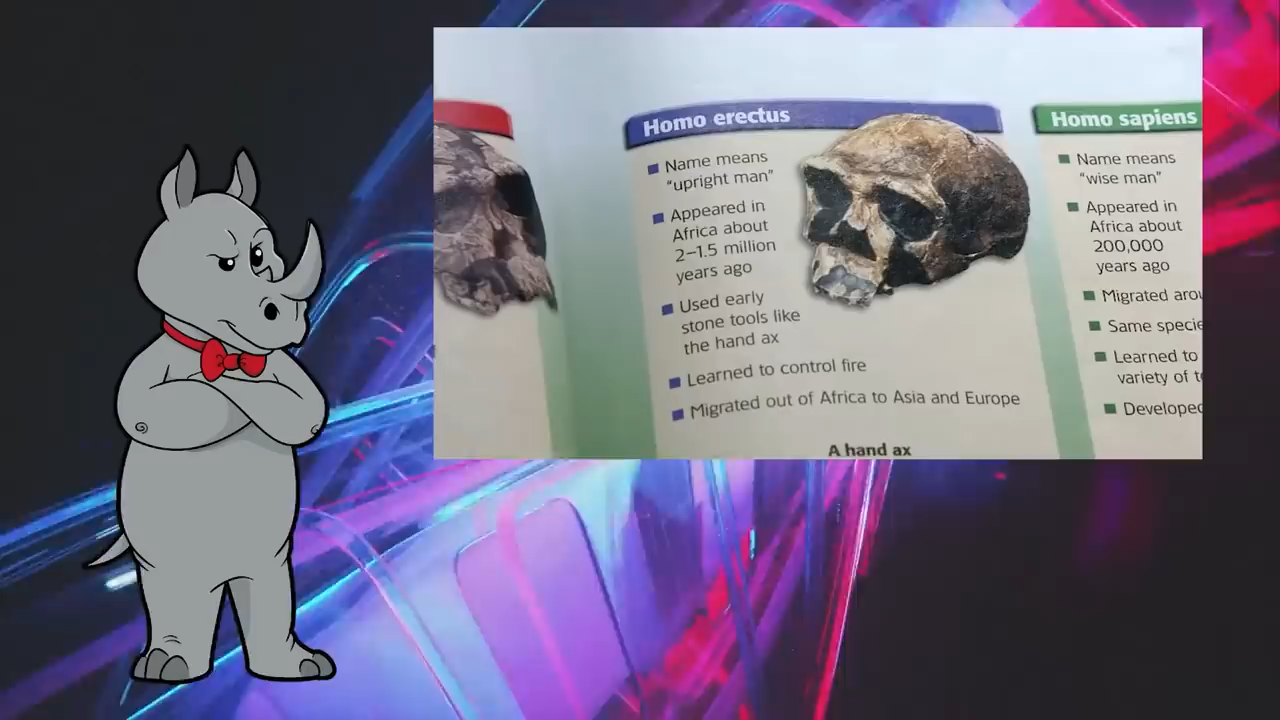 Homo erectus
Name means
"upright man"
Appeared in
Africa about
2–1.5 million
years ago
Used early
stone tools like
the hand ax
Learned to control fire
Migrated out of Africa to Asia and Europe
A hand ax
Homo sapiens
Name means
"wise man"
Appeared in
Africa about
200,000
years ago
Migrated
Same
Learned to
variety of
Developed